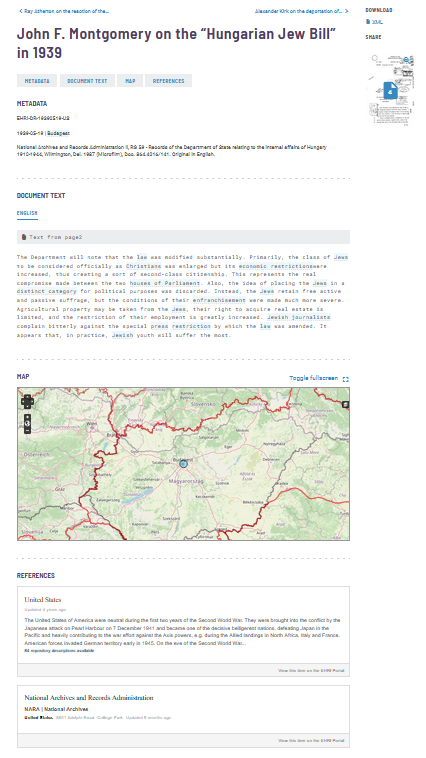 Ray Atherton on the reaction of the...
Alexander Kirk on the deportation of...
DOWNLOAD
XML
SHARE
John F. Montgomery on the “Hungarian Jew Bill”
in 1939
METADATA
DOCUMENT TEXT
MAP
REFERENCES
METADATA
EHRI-DR-19390519-US
1939-05-19 | Budapest
National Archives and Records Administration II, RG 59 - Records of the Department of State relating to the internal affairs of Hungary
1910-1944, Wilmington, Del. 1987 (Microfilm), Doc. 864.4016/141. Original in English.
DOCUMENT TEXT
ENGLISH
Text from page2
The Department will note that the law was modified substantially. Primarily, the class of Jews
to be considered officially as Christians was enlarged but its economic restrictionswere
increased, thus creating a sort of second-class citizenship. This represents the real
compromise made between the two houses of Parliament. Also, the idea of placing the Jews in a
distinct category for political purposes was discarded. Instead, the Jews retain free active
and passive suffrage, but the conditions of their enfranchisement were made much more severe.
Agricultural property may be taken from the Jews, their right to acquire real estate is
limited, and the restriction of their employment is greatly increased. Jewish journalists
complain bitterly against the special press restriction by which the law was amended. It
appears that, in practice, Jewish youth will suffer the most.
MAP
Toggle fullscreen
Slovensko
Österreich
Magyarország
Graz
Slovenija
REFERENCES
United States
Updated 4 years ago
The United States of America were neutral during the first two years of the Second World War. They were brought into the conflict by the
Japanese attack on Pearl Harbour on 7 December 1941 and became one of the decisive belligerent nations, defeating Japan in the
Pacific and heavily contributing to the war effort against the Axis powers, e.g. during the Allied landings in North Africa, Italy and France.
American forces invaded German territory early in 1945. On the eve of the Second World War...
repository descriptions available
View this item on the EHRI Portal
National Archives and Records Administration
NARA | National Archives
United States 8601 Adelphi Road College Park Updated 8 months ago
View this item on the EHRI Portal